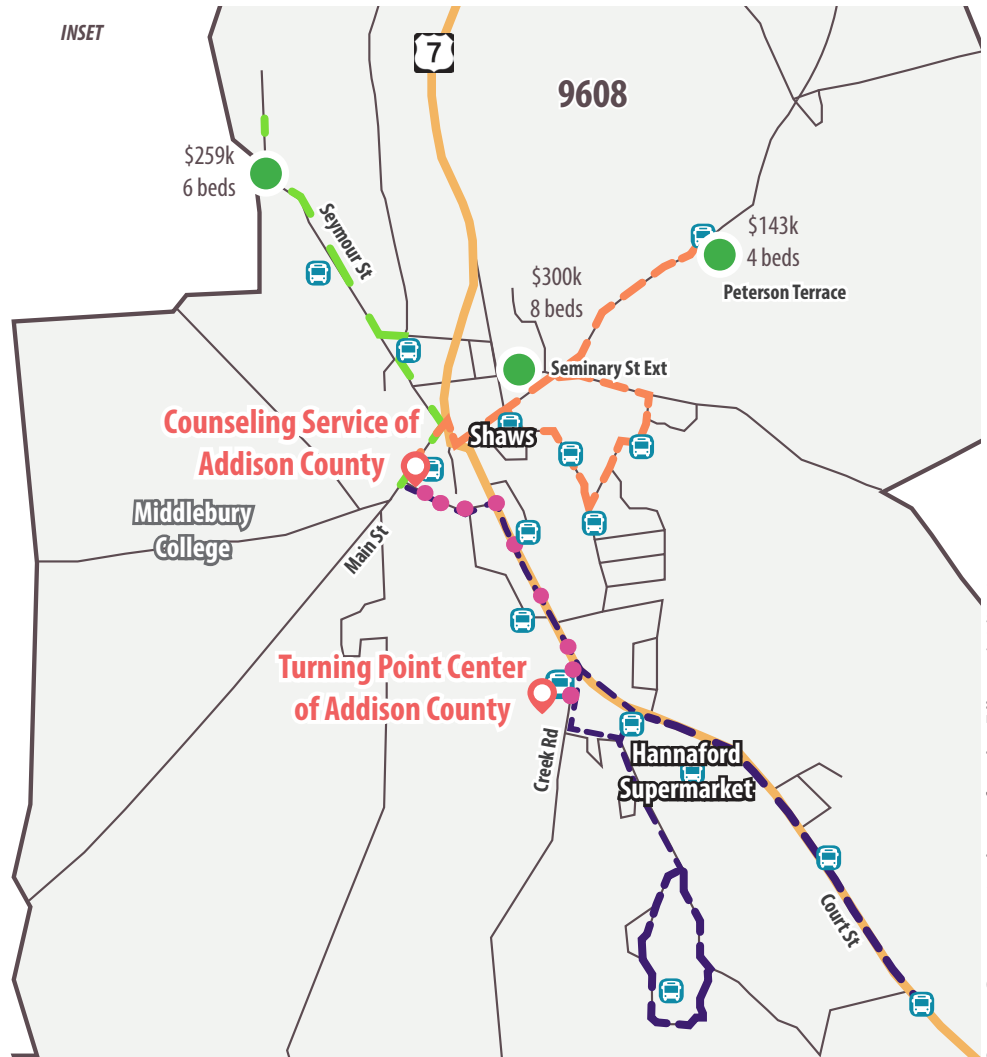 INSET
7
9608
$259k
6 beds
Seymour St
$143k
4 beds
Peterson Terrace
$300k
8 beds
Seminary St Ext
Counseling Service of
Addison County
Shaws
Middlebury
College
Main St
Turning Point Center
of Addison County
Creek Rd
Hannaford
Supermarket
Court St